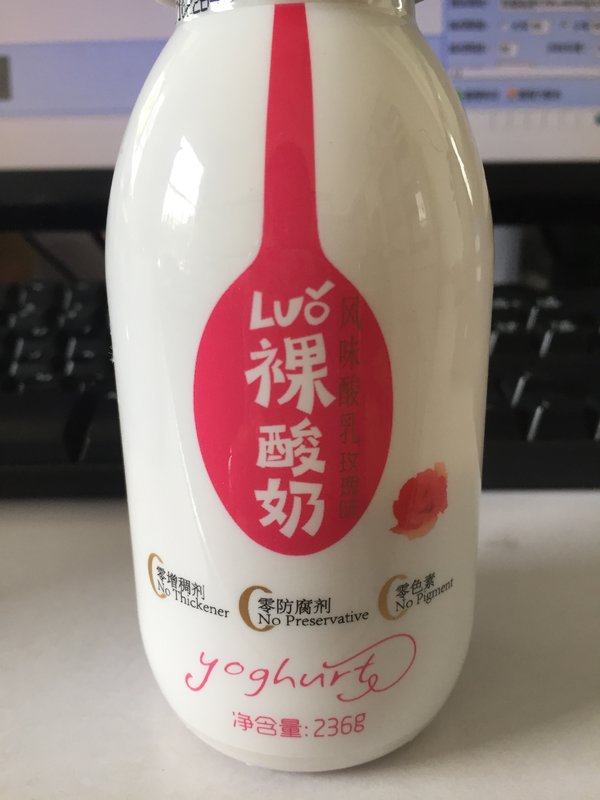 LUǑ
裸
酸
奶
风味酸乳玫瑰味
零增稠剂
No Thickener
零防腐剂
No Preservative
零色素
No Pigment
yoghurt
净含量:236g